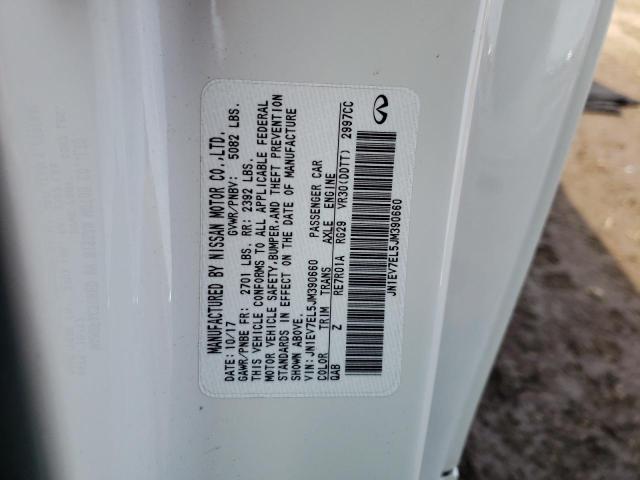 MANUFACTURED BY NISSAN MOTOR CO.,LTD.
DATE: 10/17 GVWR/PNBV: 5082 LBS.
GAWR/PNBE FR: 2701 LBS. RR: 2392 LBS.
THIS VEHICLE CONFORMS TO ALL APPLICABLE FEDERAL
MOTOR VEHICLE SAFETY,BUMPER,AND THEFT PREVENTION
STANDARDS IN EFFECT ON THE DATE OF MANUFACTURE
SHOWN ABOVE.
VIN: JN1EV7EL5JM390660 PASSENGER CAR
COLOR TRIM TRANS AXLE ENGINE
QAB Z RE7R01A RG29 VR30(DDTT) 2997CC
JN1EV7EL5JM390660